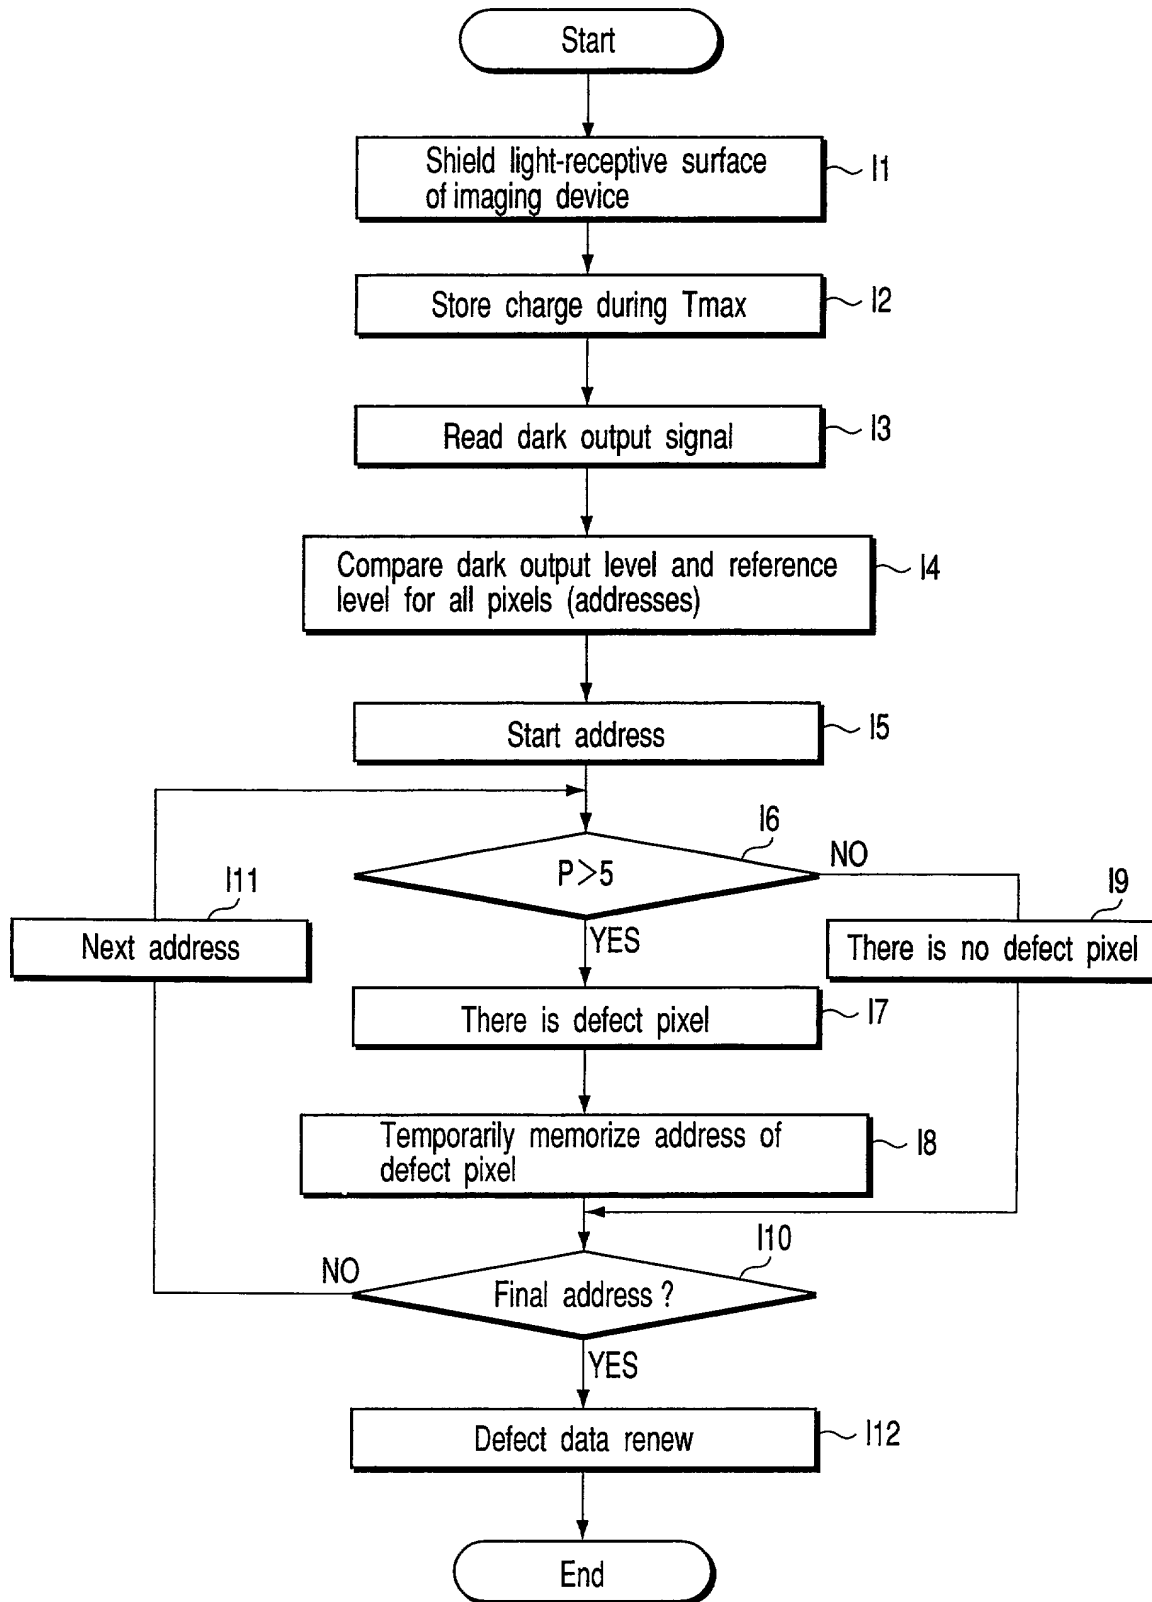 Start
Shield light-receptive surface
of imaging device
I1
Store charge during Tmax
I2
Read dark output signal
I3
Compare dark output level and reference
level for all pixels (addresses)
I4
Start address
I5
P>5
I6
NO
YES
I11
Next address
I9
There is no defect pixel
There is defect pixel
I7
Temporarily memorize address of
defect pixel
I8
I10
Final address ?
NO
YES
Defect data renew
I12
End